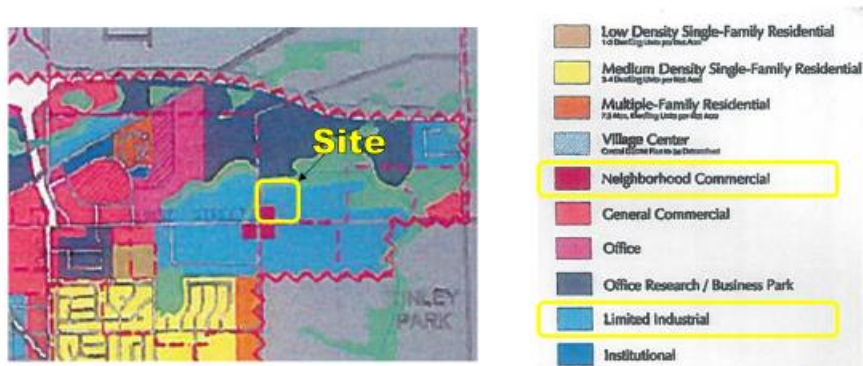 Site
STREET
TINLEY
PARK
Low Density Single-Family Residential
Medium Density Single-Family Residential
Multiple-Family Residential
Village Center
Neighborhood Commercial
General Commercial
Office
Office Research / Business Park
Limited Industrial
Institutional